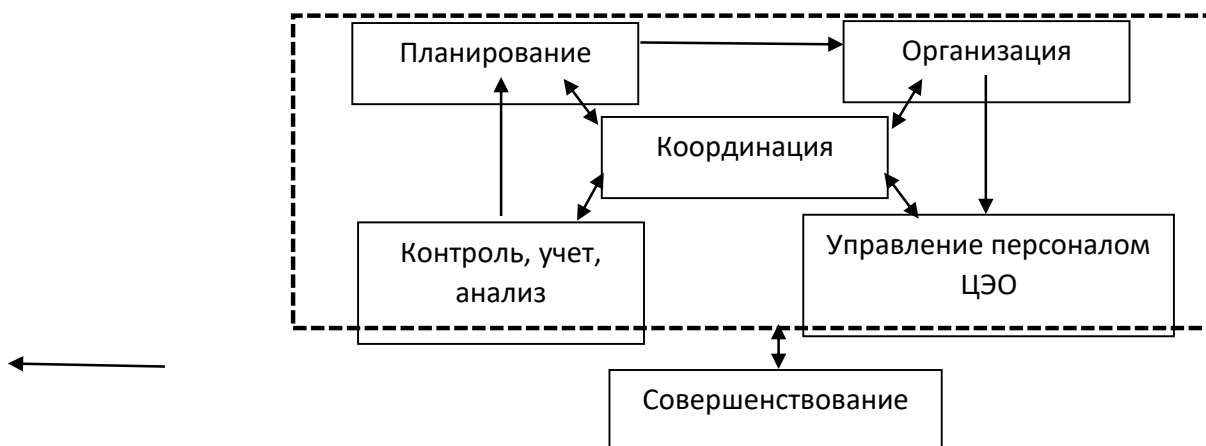 Планирование
Организация
Координация
Контроль, учет,
анализ
Управление персоналом
ЦЭО
Совершенствование